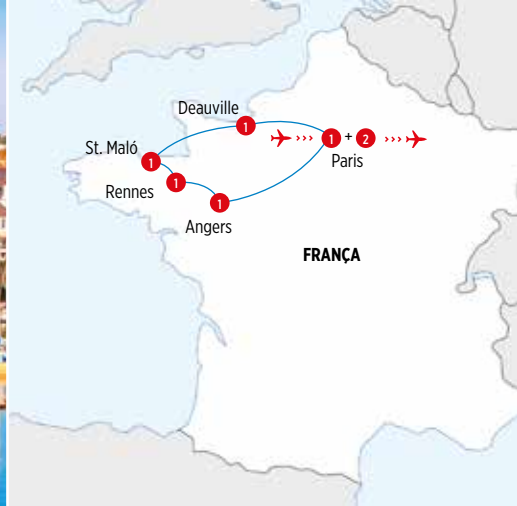 Deauville
1
1 + 2
St. Maló
1
Paris
Rennes
1
1
Angers
FRANÇA